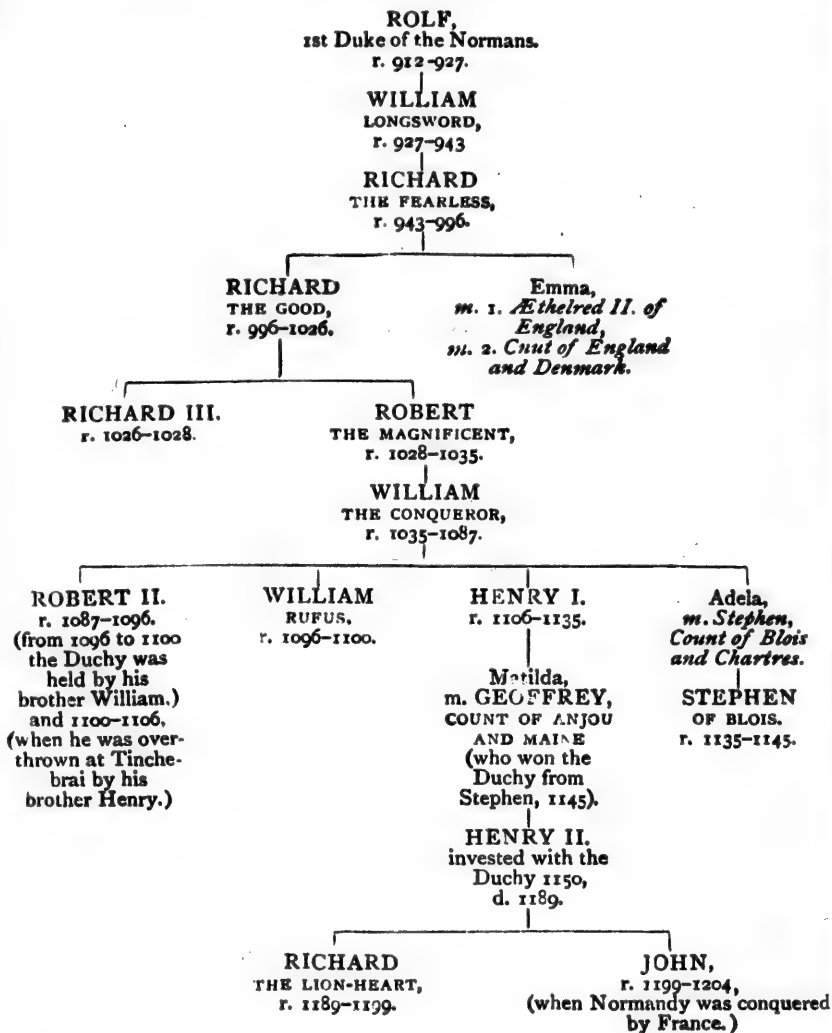 ROLF,
1st Duke of the Normans.
r. 912–927.
WILLIAM
LONGSWORD,
r. 927–943
RICHARD
THE FEARLESS,
r. 943–996.
RICHARD
THE GOOD,
r. 996–1026.
Emma,
m. 1. Æthelred II. of
England,
m. 2. Cnut of England
and Denmark.
RICHARD III.
r. 1026–1028.
ROBERT
THE MAGNIFICENT,
r. 1028–1035.
WILLIAM
THE CONQUEROR,
r. 1035–1087.
ROBERT II.
r. 1087–1096.
(from 1096 to 1100
the Duchy was
held by his
brother William.)
and 1100–1106,
(when he was over-
thrown at Tinche-
brai by his
brother Henry.)
WILLIAM
RUFUS.
r. 1096–1100.
HENRY I.
r. 1106–1135.
Matilda,
m. GEOFFREY,
COUNT OF ANJOU
AND MAINE
(who won the
Duchy from
Stephen, 1145).
HENRY II.
invested with the
Duchy 1150,
d. 1189.
Adela,
m. Stephen,
Count of Blois
and Chartres.
STEPHEN
OF BLOIS.
r. 1135–1145.
RICHARD
THE LION-HEART,
r. 1189–1199.
JOHN,
r. 1199–1204,
(when Normandy was conquered
by France.)